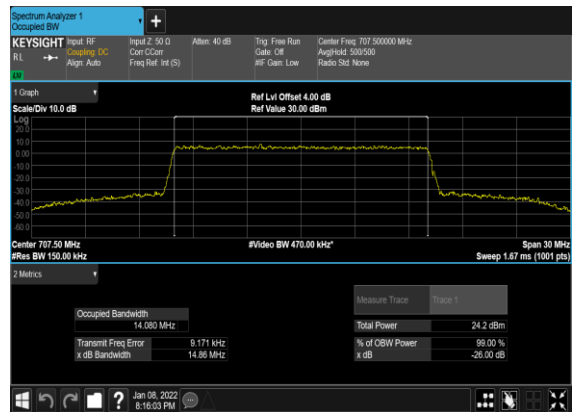 Spectrum Analyzer 1
Occupied BW
KEYSIGHT
R L
LXI
Input: RF
Coupling: DC
Align: Auto
Input Z: 50 Ω
Corr CCorr
Freq Ref: Int (S)
Atten: 40 dB
Trig: Free Run
Gate: Off
#IF Gain: Low
Center Freq: 707.500000 MHz
Avg|Hold: 500/500
Radio Std: None
1 Graph
Scale/Div 10.0 dB
Ref Lvl Offset 4.00 dB
Ref Value 30.00 dBm
Log
20.0
10.0
0.00
-10.0
-20.0
-30.0
-40.0
-50.0
-60.0
Center 707.50 MHz
#Video BW 470.00 kHz*
Span 30 MHz
#Res BW 150.00 kHz
Sweep 1.67 ms (1001 pts)
2 Metrics
Measure Trace
Trace 1
Occupied Bandwidth
14.080 MHz
Total Power
24.2 dBm
Transmit Freq Error
9.171 kHz
% of OBW Power
99.00 %
x dB Bandwidth
14.86 MHz
x dB
-26.00 dB
Jan 08, 2022
8:16:03 PM